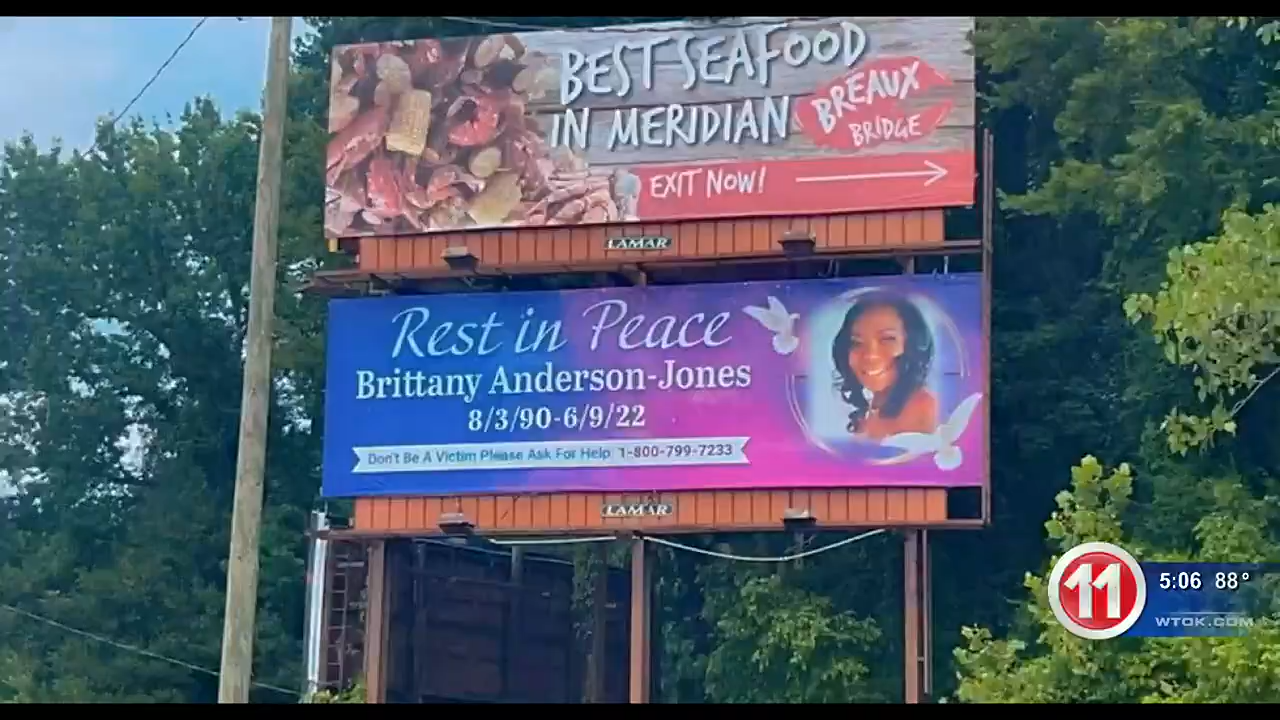 BEST SEAFOOD
IN MERIDIAN
BREAUX
BRIDGE
EXIT NOW!
LAMAR
Rest in Peace
Brittany Anderson-Jones
8/3/90-6/9/22
Don't Be A Victim Please Ask For Help 1-800-799-7233
LAMAR
11
5:06 88°
WTOK.COM